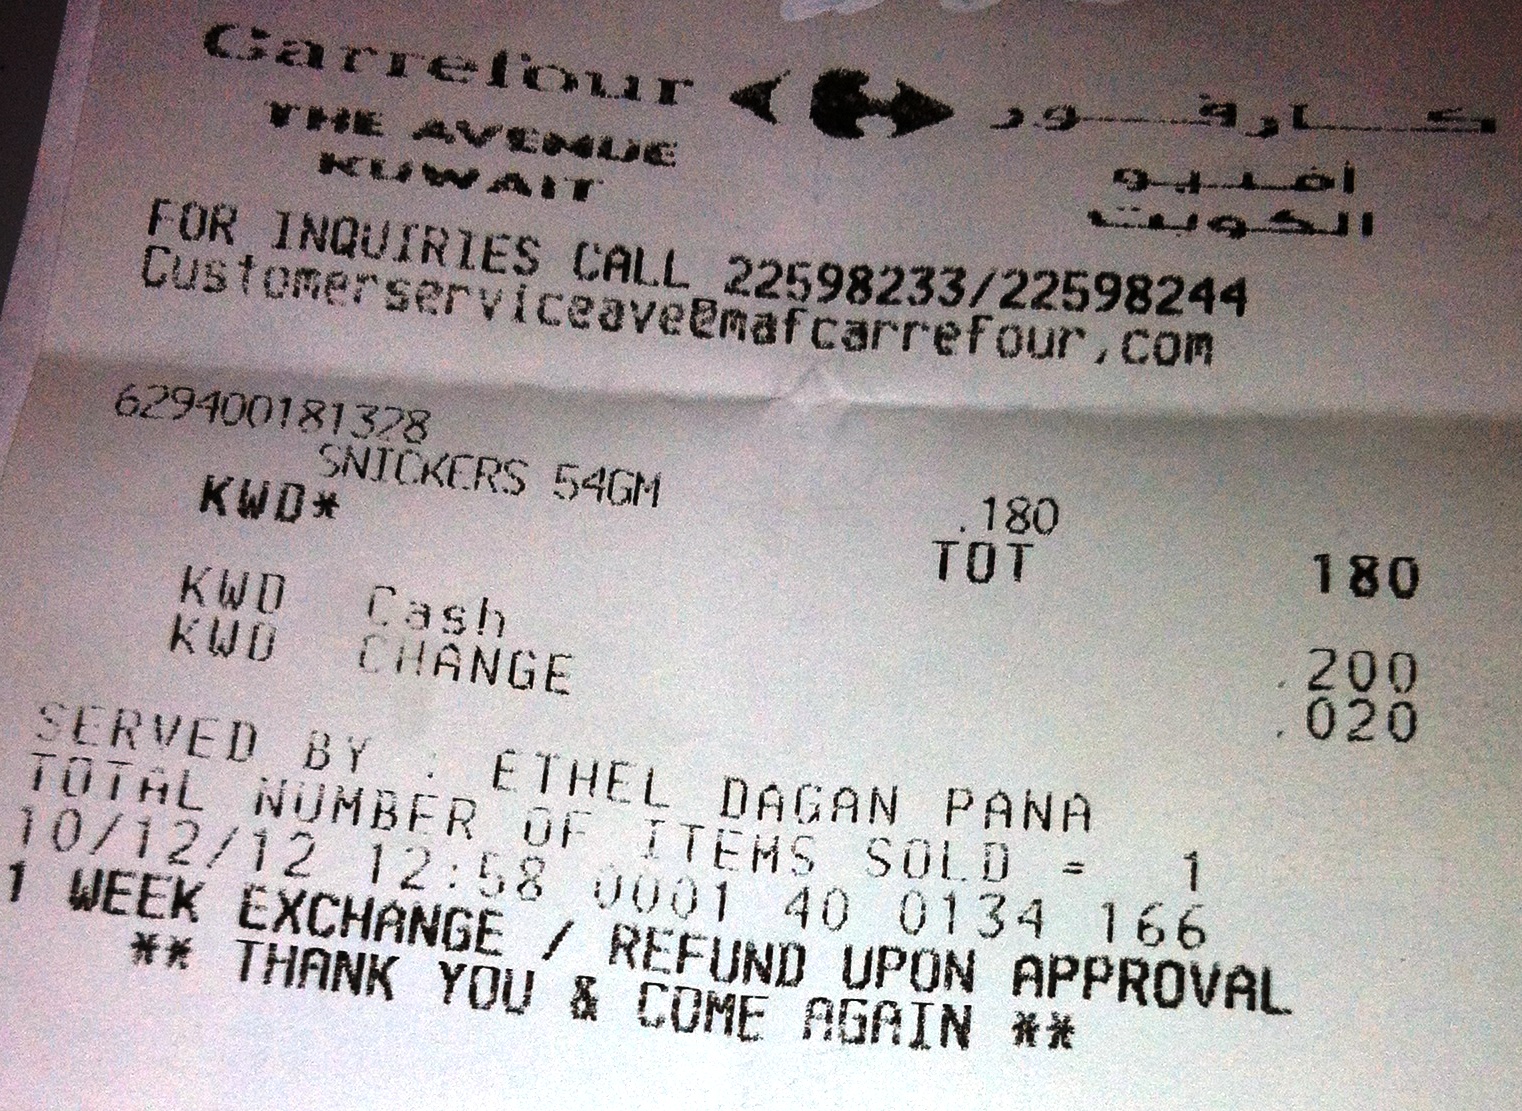 Carrefour كارفور
THE AVENUE افنيو
KUWAIT الكويت
FOR INQUIRIES CALL 22598233/22598244
Customerserviceave@mafcarrefour.com
629400181328
SNICKERS 54GM .180
KWD* TOT 180
KWD Cash .200
KWD CHANGE .020
SERVED BY : ETHEL DAGAN PANA
TOTAL NUMBER OF ITEMS SOLD = 1
10/12/12 12:58 0001 40 0134 166
1 WEEK EXCHANGE / REFUND UPON APPROVAL
** THANK YOU & COME AGAIN **